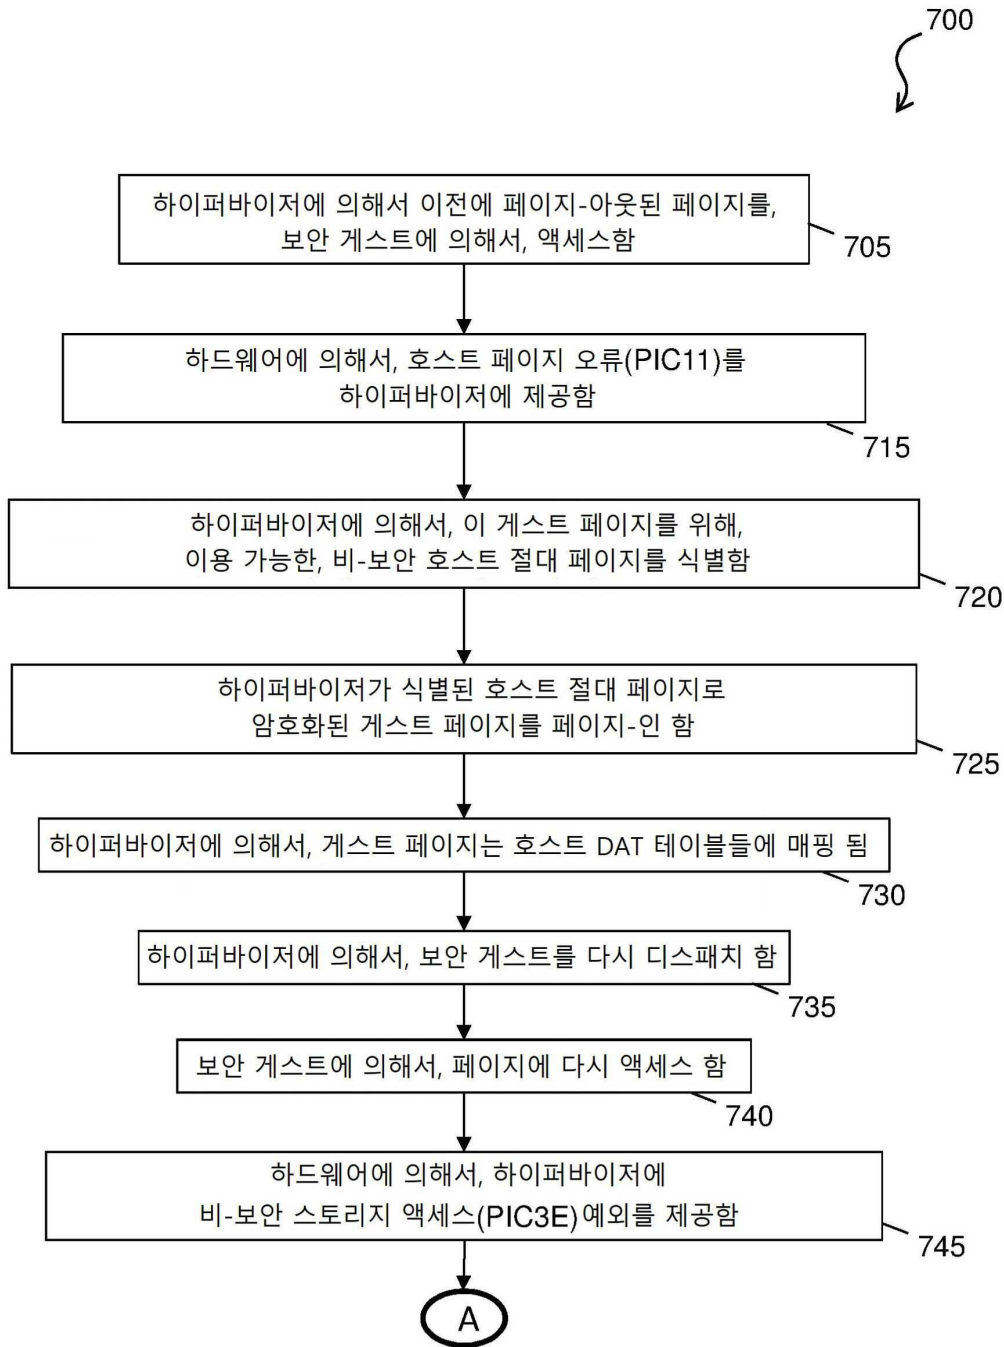 700
하이퍼바이저에 의해서 이전에 페이지-아웃된 페이지를,
보안 게스트에 의해서, 액세스함
705
하드웨어에 의해서, 호스트 페이지 오류(PIC11)를
하이퍼바이저에 제공함
715
하이퍼바이저에 의해서, 이 게스트 페이지를 위해,
이용 가능한, 비-보안 호스트 절대 페이지를 식별함
720
하이퍼바이저가 식별된 호스트 절대 페이지로
암호화된 게스트 페이지를 페이지-인 함
725
하이퍼바이저에 의해서, 게스트 페이지는 호스트 DAT 테이블들에 매핑 됨
730
하이퍼바이저에 의해서, 보안 게스트를 다시 디스패치 함
735
보안 게스트에 의해서, 페이지에 다시 액세스 함
740
하드웨어에 의해서, 하이퍼바이저에
비-보안 스토리지 액세스(PIC3E) 예외를 제공함
745
A